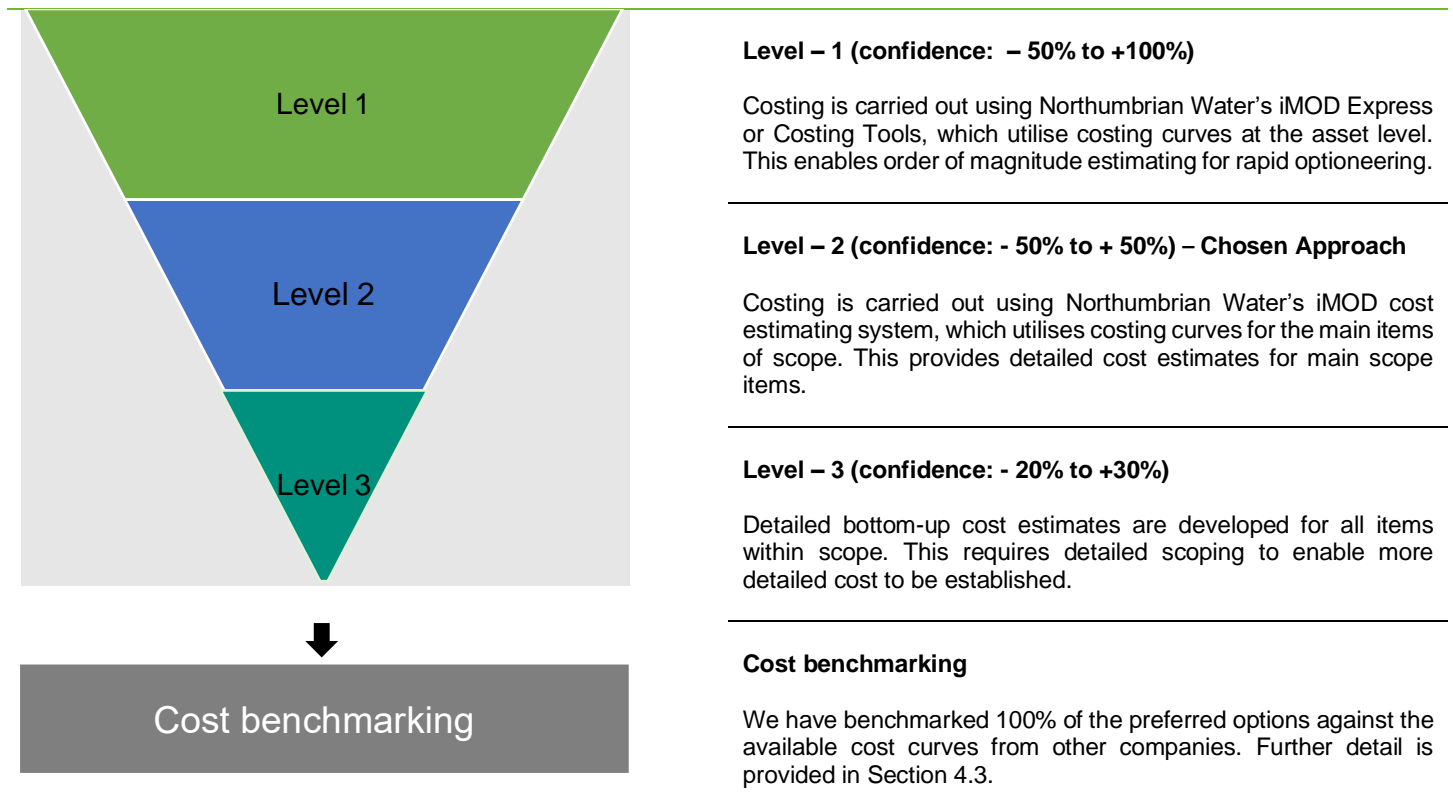 Level 1
Level 2
Level 3
Cost benchmarking
Level – 1 (confidence:  – 50% to +100%)
Costing is carried out using Northumbrian Water’s iMOD Express
or Costing Tools, which utilise costing curves at the asset level.
This enables order of magnitude estimating for rapid optioneering.
Level – 2 (confidence: - 50% to + 50%) – Chosen Approach
Costing is carried out using Northumbrian Water’s iMOD cost
estimating system, which utilises costing curves for the main items
of scope. This provides detailed cost estimates for main scope
items.
Level – 3 (confidence: - 20% to +30%)
Detailed bottom-up cost estimates are developed for all items
within scope. This requires detailed scoping to enable more
detailed cost to be established.
Cost benchmarking
We have benchmarked 100% of the preferred options against the
available cost curves from other companies. Further detail is
provided in Section 4.3.